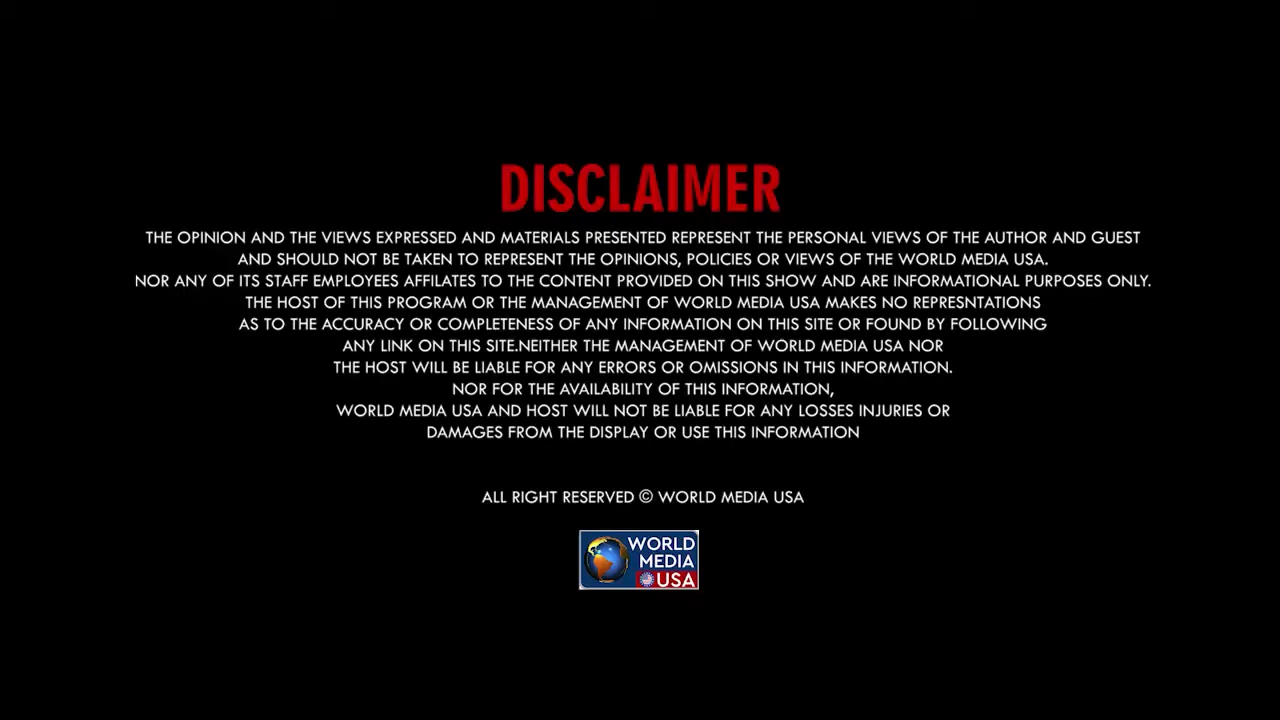 DISCLAIMER
THE OPINION AND THE VIEWS EXPRESSED AND MATERIALS PRESENTED REPRESENT THE PERSONAL VIEWS OF THE AUTHOR AND GUEST
AND SHOULD NOT BE TAKEN TO REPRESENT THE OPINIONS, POLICIES OR VIEWS OF THE WORLD MEDIA USA.
NOR ANY OF ITS STAFF EMPLOYEES AFFILATES TO THE CONTENT PROVIDED ON THIS SHOW AND ARE INFORMATIONAL PURPOSES ONLY.
THE HOST OF THIS PROGRAM OR THE MANAGEMENT OF WORLD MEDIA USA MAKES NO REPRESNTATIONS
AS TO THE ACCURACY OR COMPLETENESS OF ANY INFORMATION ON THIS SITE OR FOUND BY FOLLOWING
ANY LINK ON THIS SITE.NEITHER THE MANAGEMENT OF WORLD MEDIA USA NOR
THE HOST WILL BE LIABLE FOR ANY ERRORS OR OMISSIONS IN THIS INFORMATION.
NOR FOR THE AVAILABILITY OF THIS INFORMATION,
WORLD MEDIA USA AND HOST WILL NOT BE LIABLE FOR ANY LOSSES INJURIES OR
DAMAGES FROM THE DISPLAY OR USE THIS INFORMATION
ALL RIGHT RESERVED © WORLD MEDIA USA
WORLD
MEDIA
USA